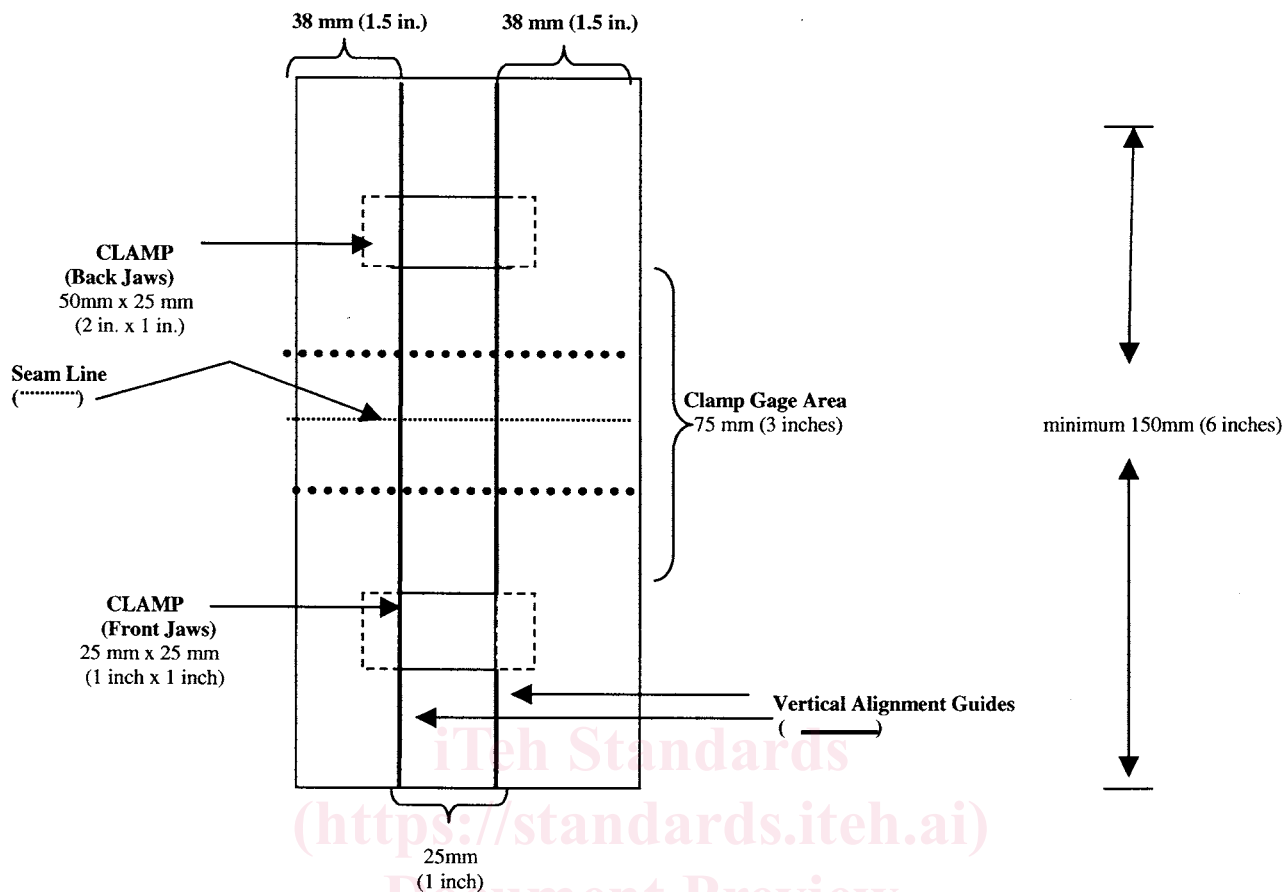 38 mm (1.5 in.)
38 mm (1.5 in.)
CLAMP
(Back Jaws)
50mm x 25 mm
(2 in. x 1 in.)
Seam Line
( )
Clamp Gage Area
75 mm (3 inches)
minimum 150mm (6 inches)
CLAMP
(Front Jaws)
25 mm x 25 mm
(1 inch x 1 inch)
Vertical Alignment Guides
( )
iTeh Standards
(https://standards.iteh.ai)
25mm
(1 inch)
Document Preview